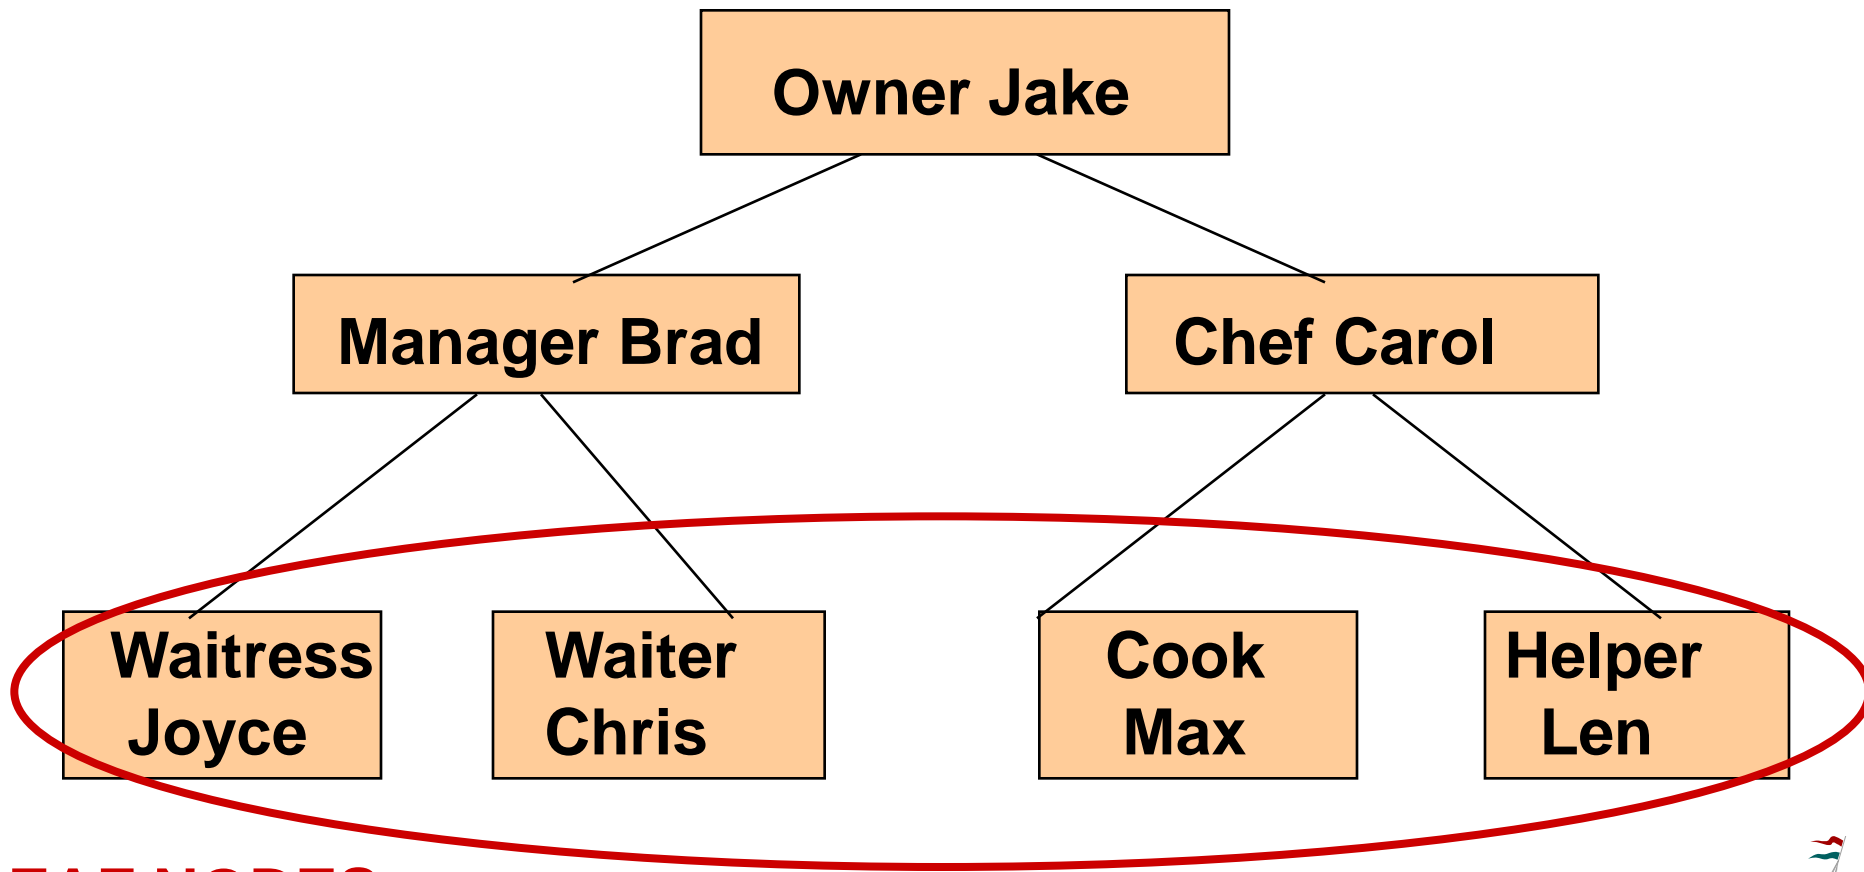 Owner Jake
Manager Brad
Chef Carol
Waitress
Joyce
Waiter
Chris
Cook
Max
Helper
Len